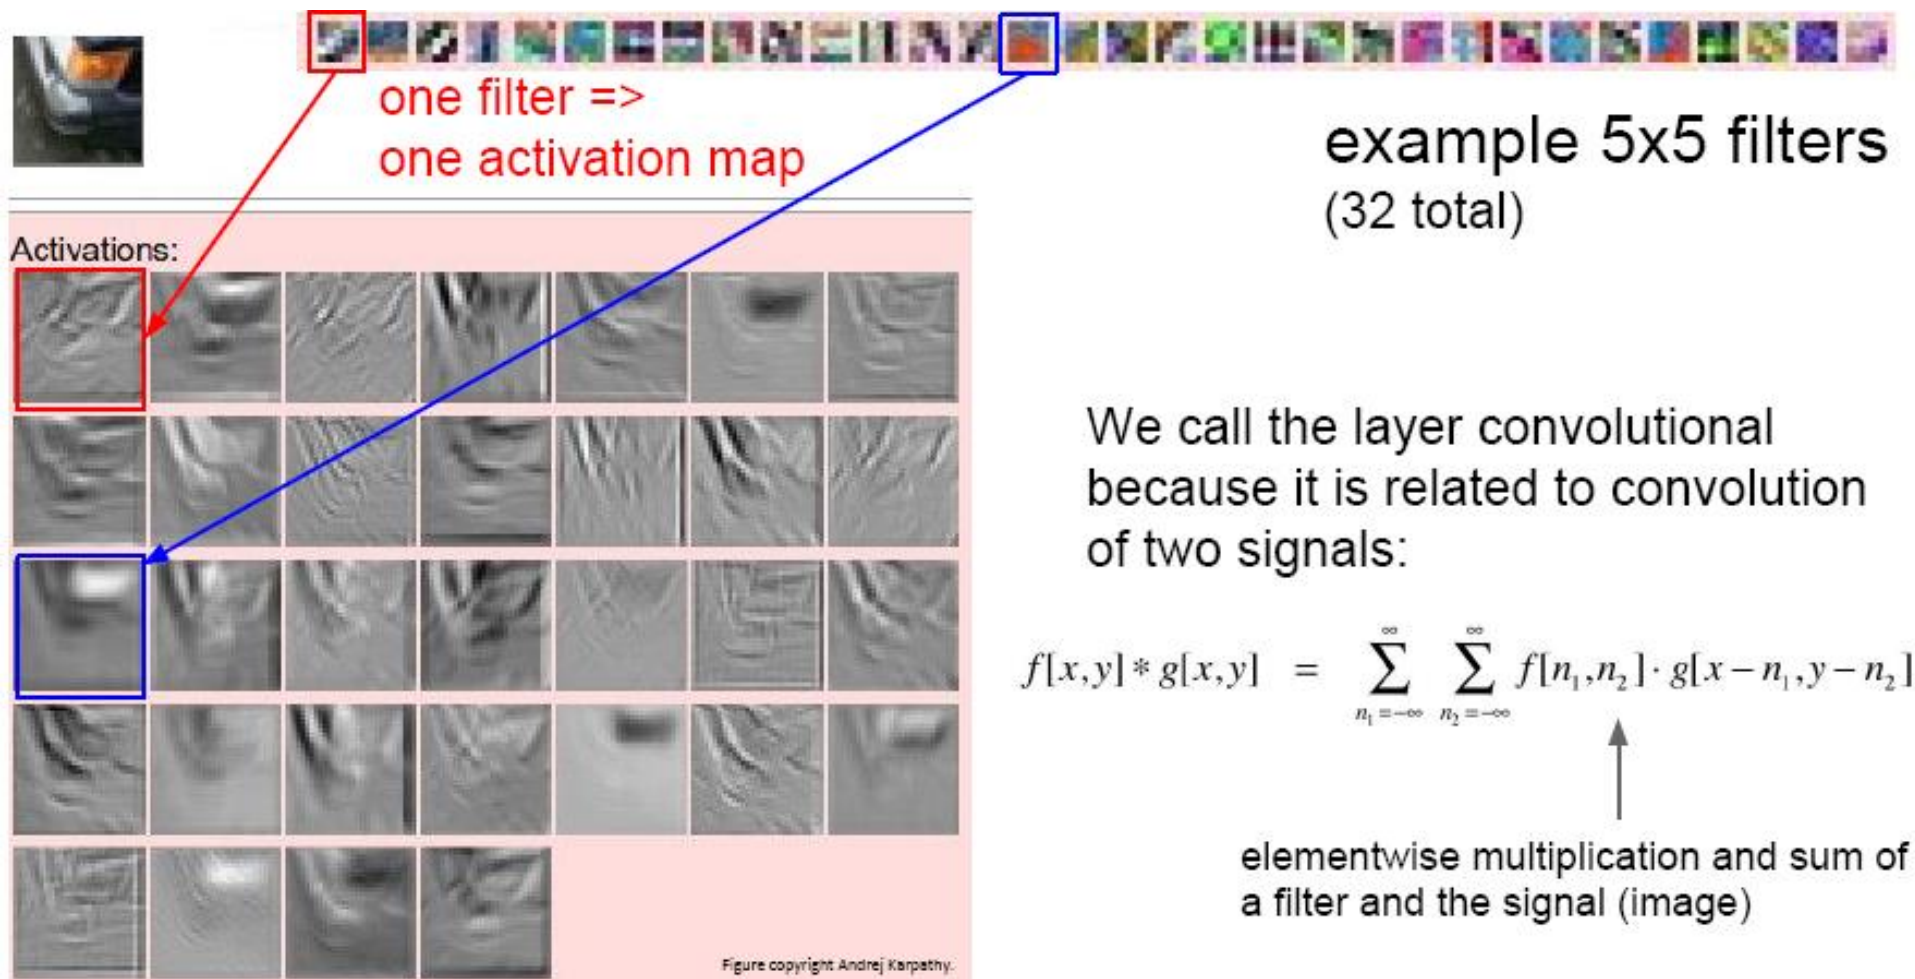 one filter =>
one activation map
example 5x5 filters
(32 total)
Activations:
We call the layer convolutional
because it is related to convolution
of two signals:
f[x,y] * g[x,y] = ∑_{n₁=-∞}^{∞} ∑_{n₂=-∞}^{∞} f[n₁,n₂] · g[x − n₁, y − n₂]
elementwise multiplication and sum of
a filter and the signal (image)
Figure copyright Andrej Karpathy.